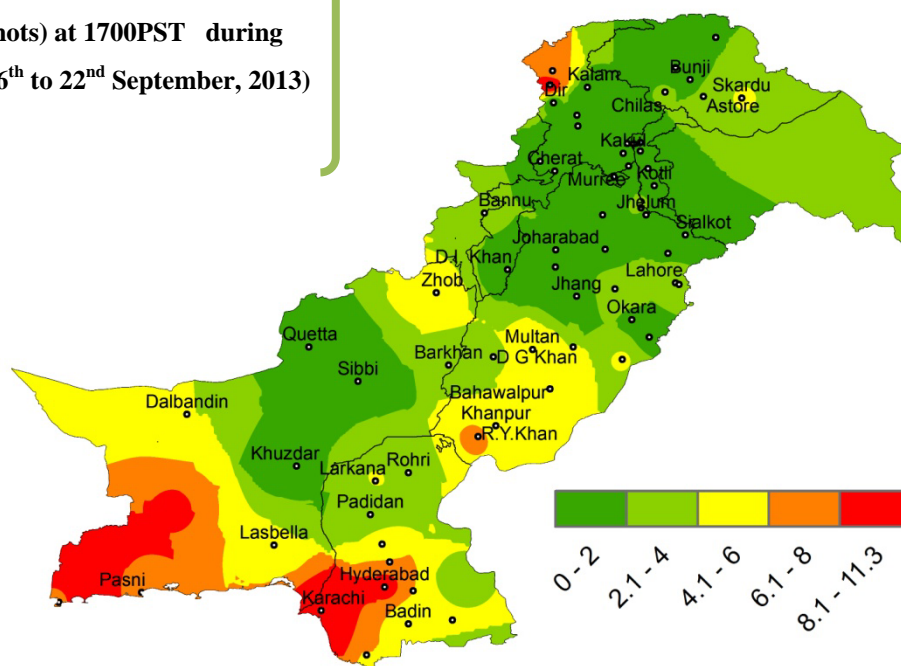 nots) at 1700PST during
6th to 22nd September, 2013)
Kalam
Bunji
Dir
Skardu
Chilas
Astore
Kakul
Cherat
Murree
Kotli
Bannu
Jhelum
Sialkot
Joharabad
D.I. Khan
Zhob
Lahore
Jhang
Okara
Quetta
Multan
Barkhan
D G Khan
Sibbi
Bahawalpur
Dalbandin
Khanpur
R.Y.Khan
Khuzdar
Larkana
Rohri
Padidan
Lasbella
Pasni
Hyderabad
Karachi
Badin
0 - 2
2.1 - 4
4.1 - 6
6.1 - 8
8.1 - 11.3